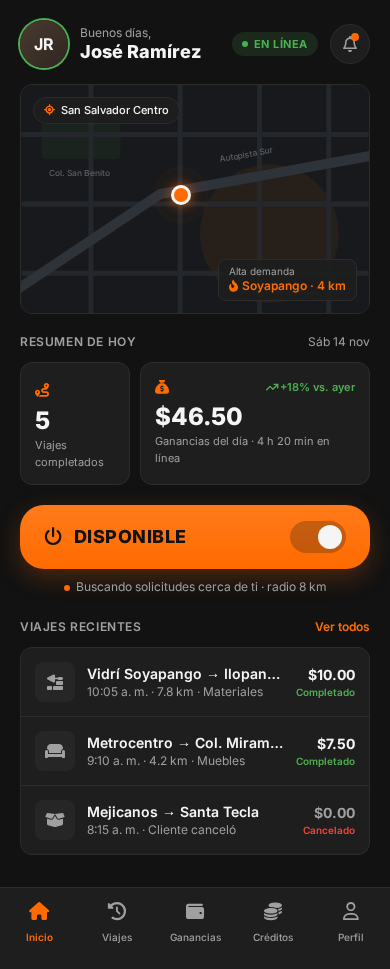 JR
Buenos días,
José Ramírez
EN LÍNEA
San Salvador Centro
Autopista Sur
Col. San Benito
Alta demanda
Soyapango · 4 km
RESUMEN DE HOY
Sáb 14 nov
5
Viajes
completados
+18% vs. ayer
$46.50
Ganancias del día · 4 h 20 min en
línea
DISPONIBLE
Buscando solicitudes cerca de ti · radio 8 km
VIAJES RECIENTES
Ver todos
Vidrí Soyapango → Ilopan...
$10.00
10:05 a. m. · 7.8 km · Materiales
Completado
Metrocentro → Col. Miram...
$7.50
9:10 a. m. · 4.2 km · Muebles
Completado
Mejicanos → Santa Tecla
$0.00
8:15 a. m. · Cliente canceló
Cancelado
Inicio
Viajes
Ganancias
Créditos
Perfil